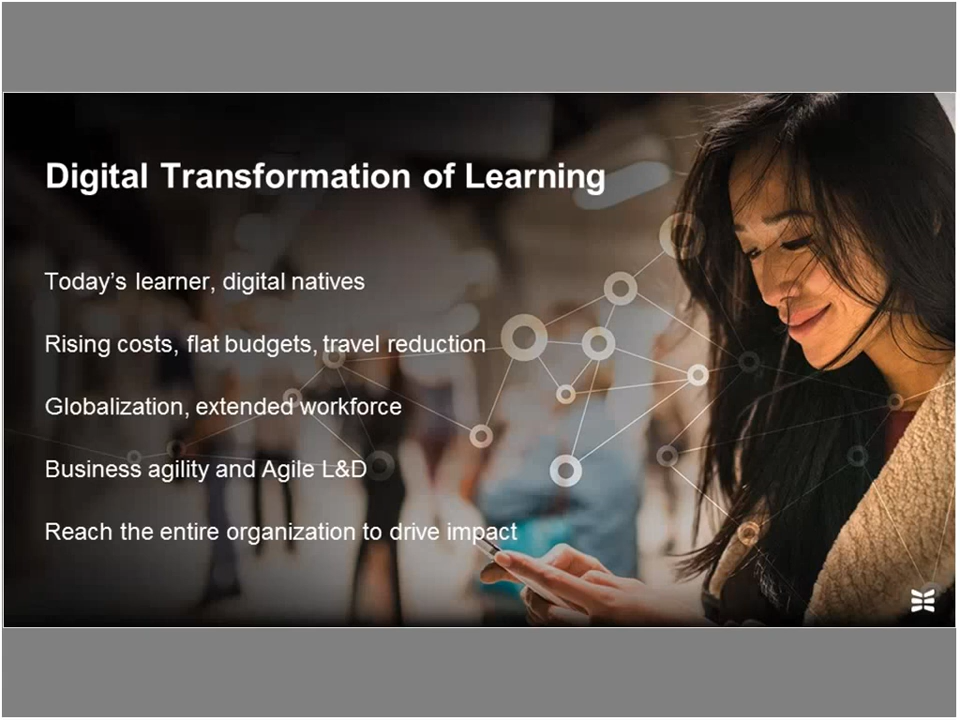 Digital Transformation of Learning
Today’s learner, digital natives
Rising costs, flat budgets, travel reduction
Globalization, extended workforce
Business agility and Agile L&D
Reach the entire organization to drive impact